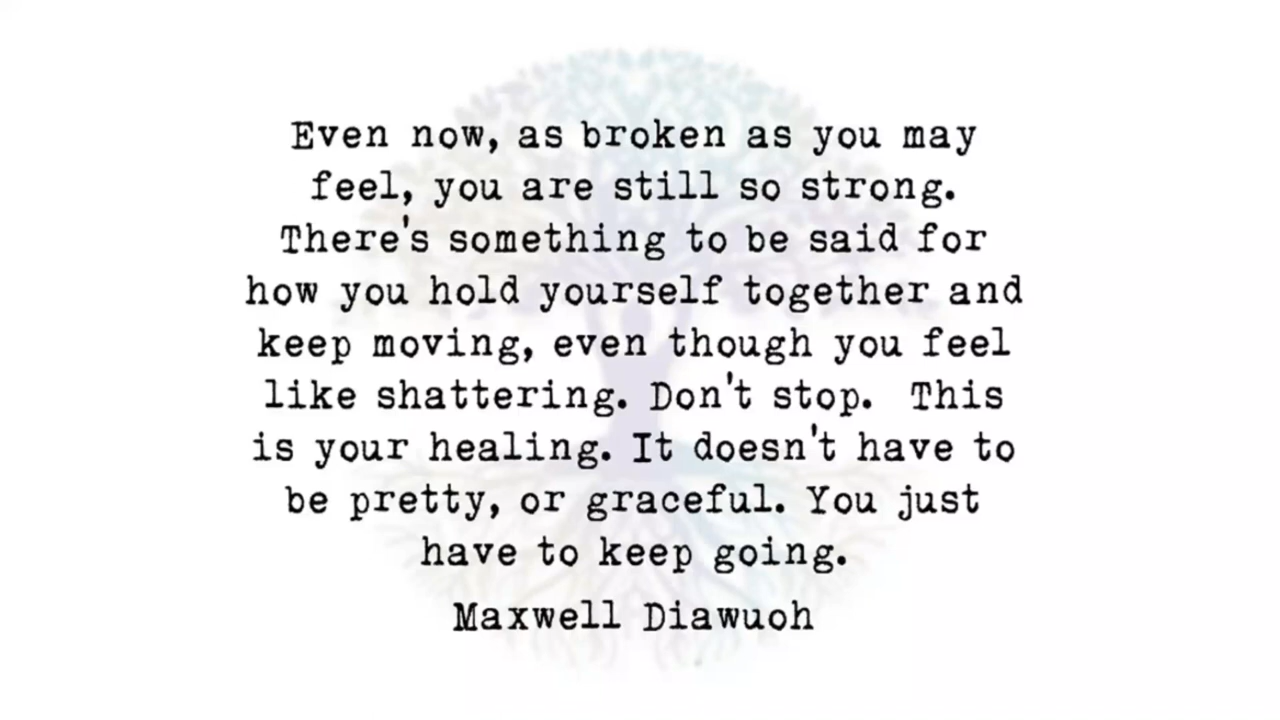 Even now, as broken as you may
feel, you are still so strong.
There's something to be said for
how you hold yourself together and
keep moving, even though you feel
like shattering. Don't stop.  This
is your healing. It doesn't have to
be pretty, or graceful. You just
have to keep going.
Maxwell Diawuoh